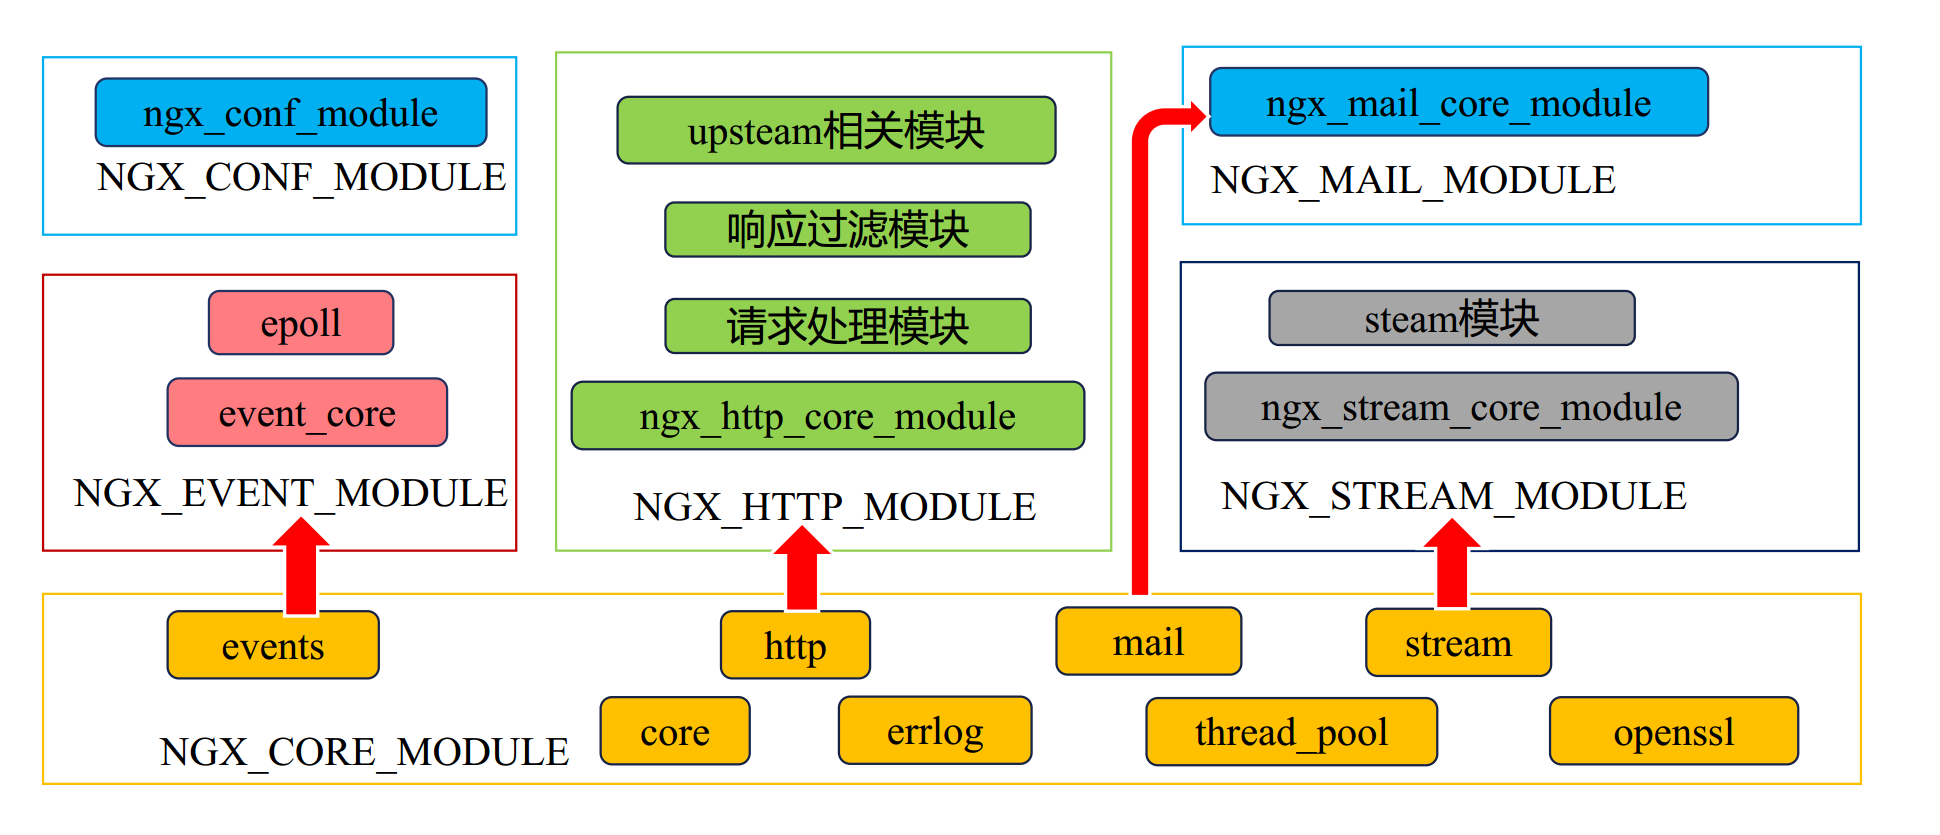 ngx_conf_module
NGX_CONF_MODULE
epoll
event_core
NGX_EVENT_MODULE
upsteam相关模块
响应过滤模块
请求处理模块
ngx_http_core_module
NGX_HTTP_MODULE
ngx_mail_core_module
NGX_MAIL_MODULE
steam模块
ngx_stream_core_module
NGX_STREAM_MODULE
events
http
mail
stream
NGX_CORE_MODULE
core
errlog
thread_pool
openssl